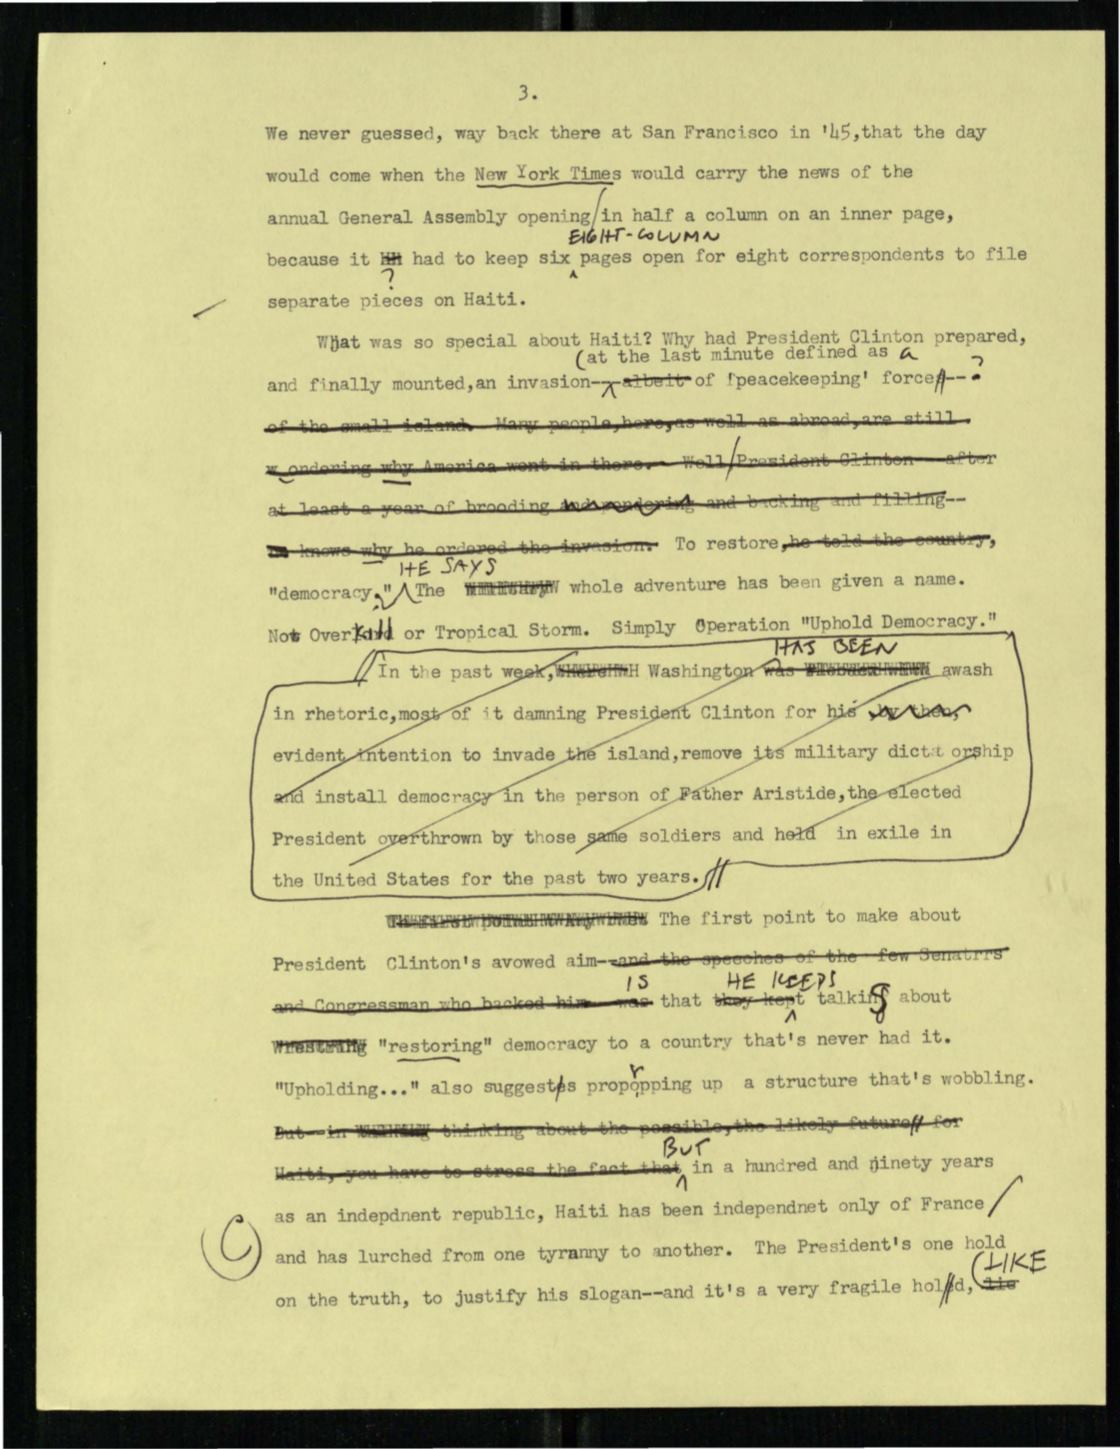 3.
We never guessed, way back there at San Francisco in '45,that the day
would come when the New York Times would carry the news of the
annual General Assembly opening/in half a column on an inner page,
EIGHT-COLUMN
because it had to keep six pages open for eight correspondents to file
?
separate pieces on Haiti.
What was so special about Haiti? Why had President Clinton prepared,
(at the last minute defined as a
and finally mounted,an invasion-- albeit of 'peacekeeping' force-- ?
of the small island. Many people,here,as well as abroad,are still
w ondering why America went in there. Well/President Clinton--after
at least a year of brooding and pondering and backing and filling--
knows why he ordered the invasion. To restore,he told the country,
HE SAYS
"democracy." The whole adventure has been given a name.
Not Overkill or Tropical Storm. Simply Operation "Uphold Democracy."
HAS BEEN
In the past week, Washington was awash
in rhetoric,most of it damning President Clinton for his by then,
evident intention to invade the island,remove its military dictat orship
and install democracy in the person of Father Aristide,the elected
President overthrown by those same soldiers and held in exile in
the United States for the past two years.
The first point to make about
President Clinton's avowed aim--and the speeches of the few Senatrrs
IS HE KEEPS
and Congressman who backed him--was that they kept talking about
"restoring" democracy to a country that's never had it.
"Upholding..." also suggests propopping up a structure that's wobbling.
r
But--in thinking about the possible,the likely future for
BUT
Haiti, you have to stress the fact that in a hundred and ninety years
as an indepdnent republic, Haiti has been independnet only of France/
and has lurched from one tyranny to another. The President's one hold
(LIKE
on the truth, to justify his slogan--and it's a very fragile hold, lie